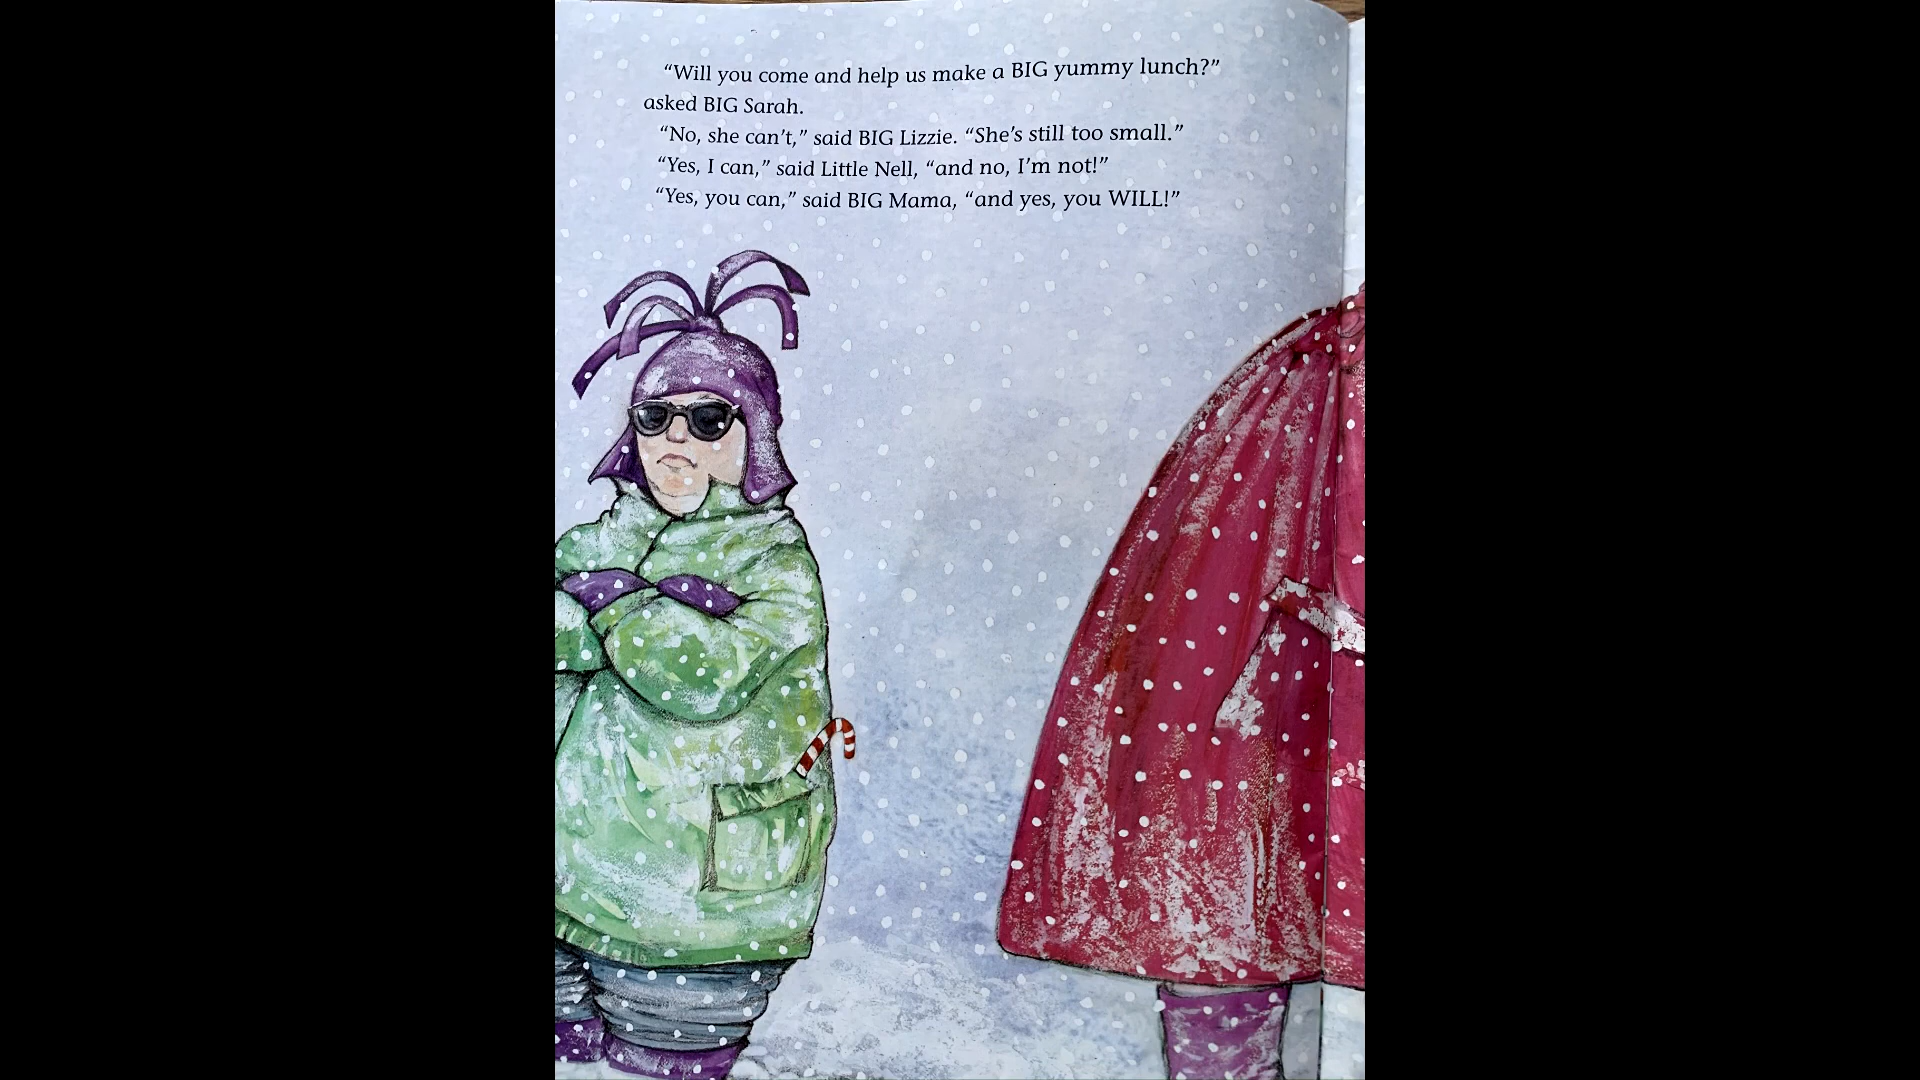 “Will you come and help us make a BIG yummy lunch?”
asked BIG Sarah.
“No, she can’t,” said BIG Lizzie. “She’s still too small.”
“Yes, I can,” said Little Nell, “and no, I’m not!”
“Yes, you can,” said BIG Mama, “and yes, you WILL!”